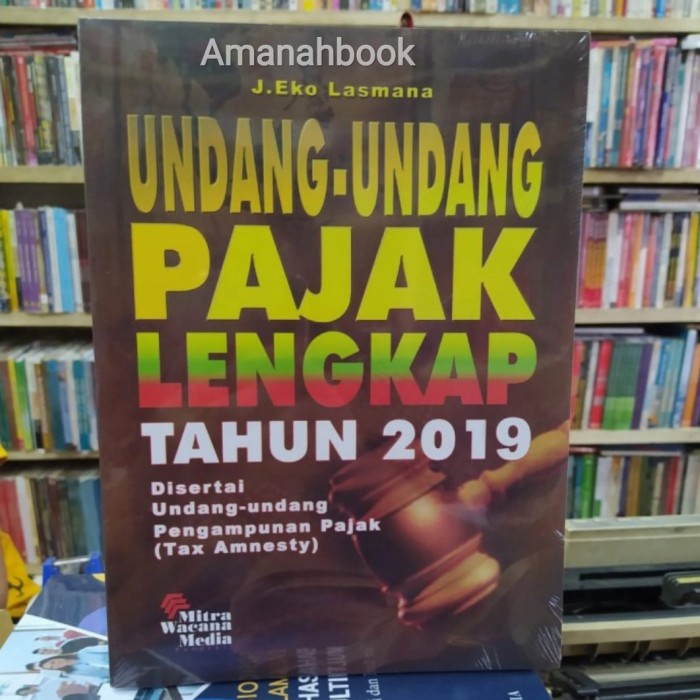 Amanahbook
J.Eko Lasmana
UNDANG-UNDANG
PAJAK
LENGKAP
TAHUN 2019
Disertai
Undang-undang
Pengampunan Pajak
(Tax Amnesty)
Mitra
Wacana
Media